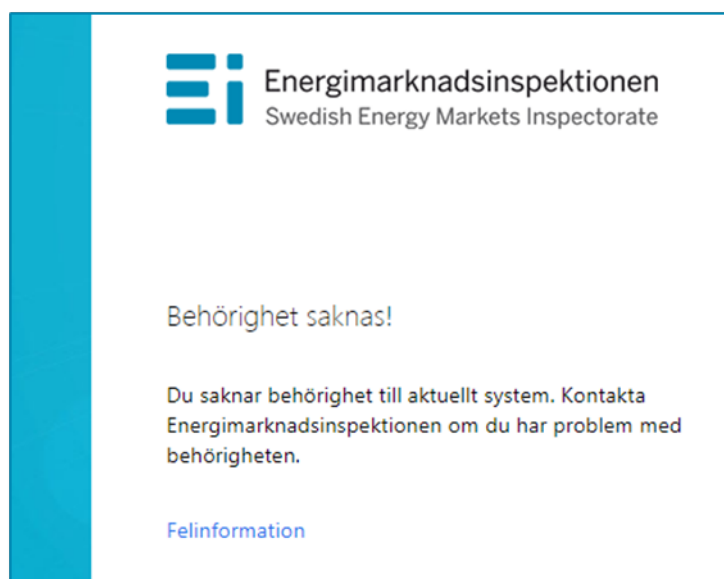 Ei
Energimarknadsinspektionen
Swedish Energy Markets Inspectorate
Behörighet saknas!
Du saknar behörighet till aktuellt system. Kontakta
Energimarknadsinspektionen om du har problem med
behörigheten.
Felinformation